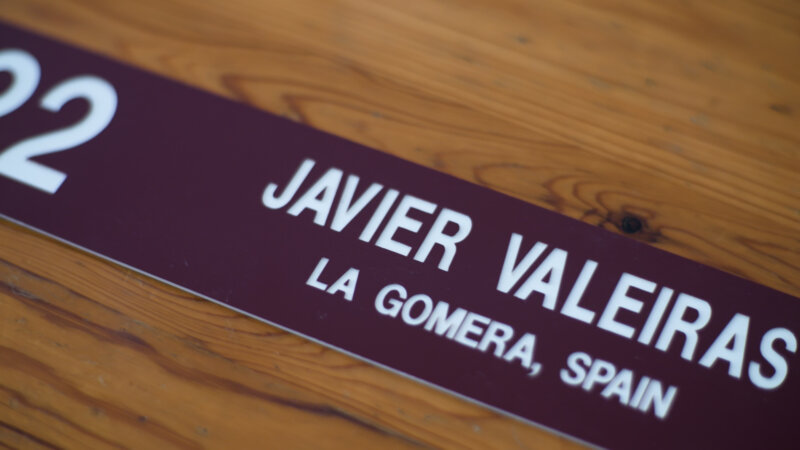 22
JAVIER VALEIRAS
LA GOMERA, SPAIN